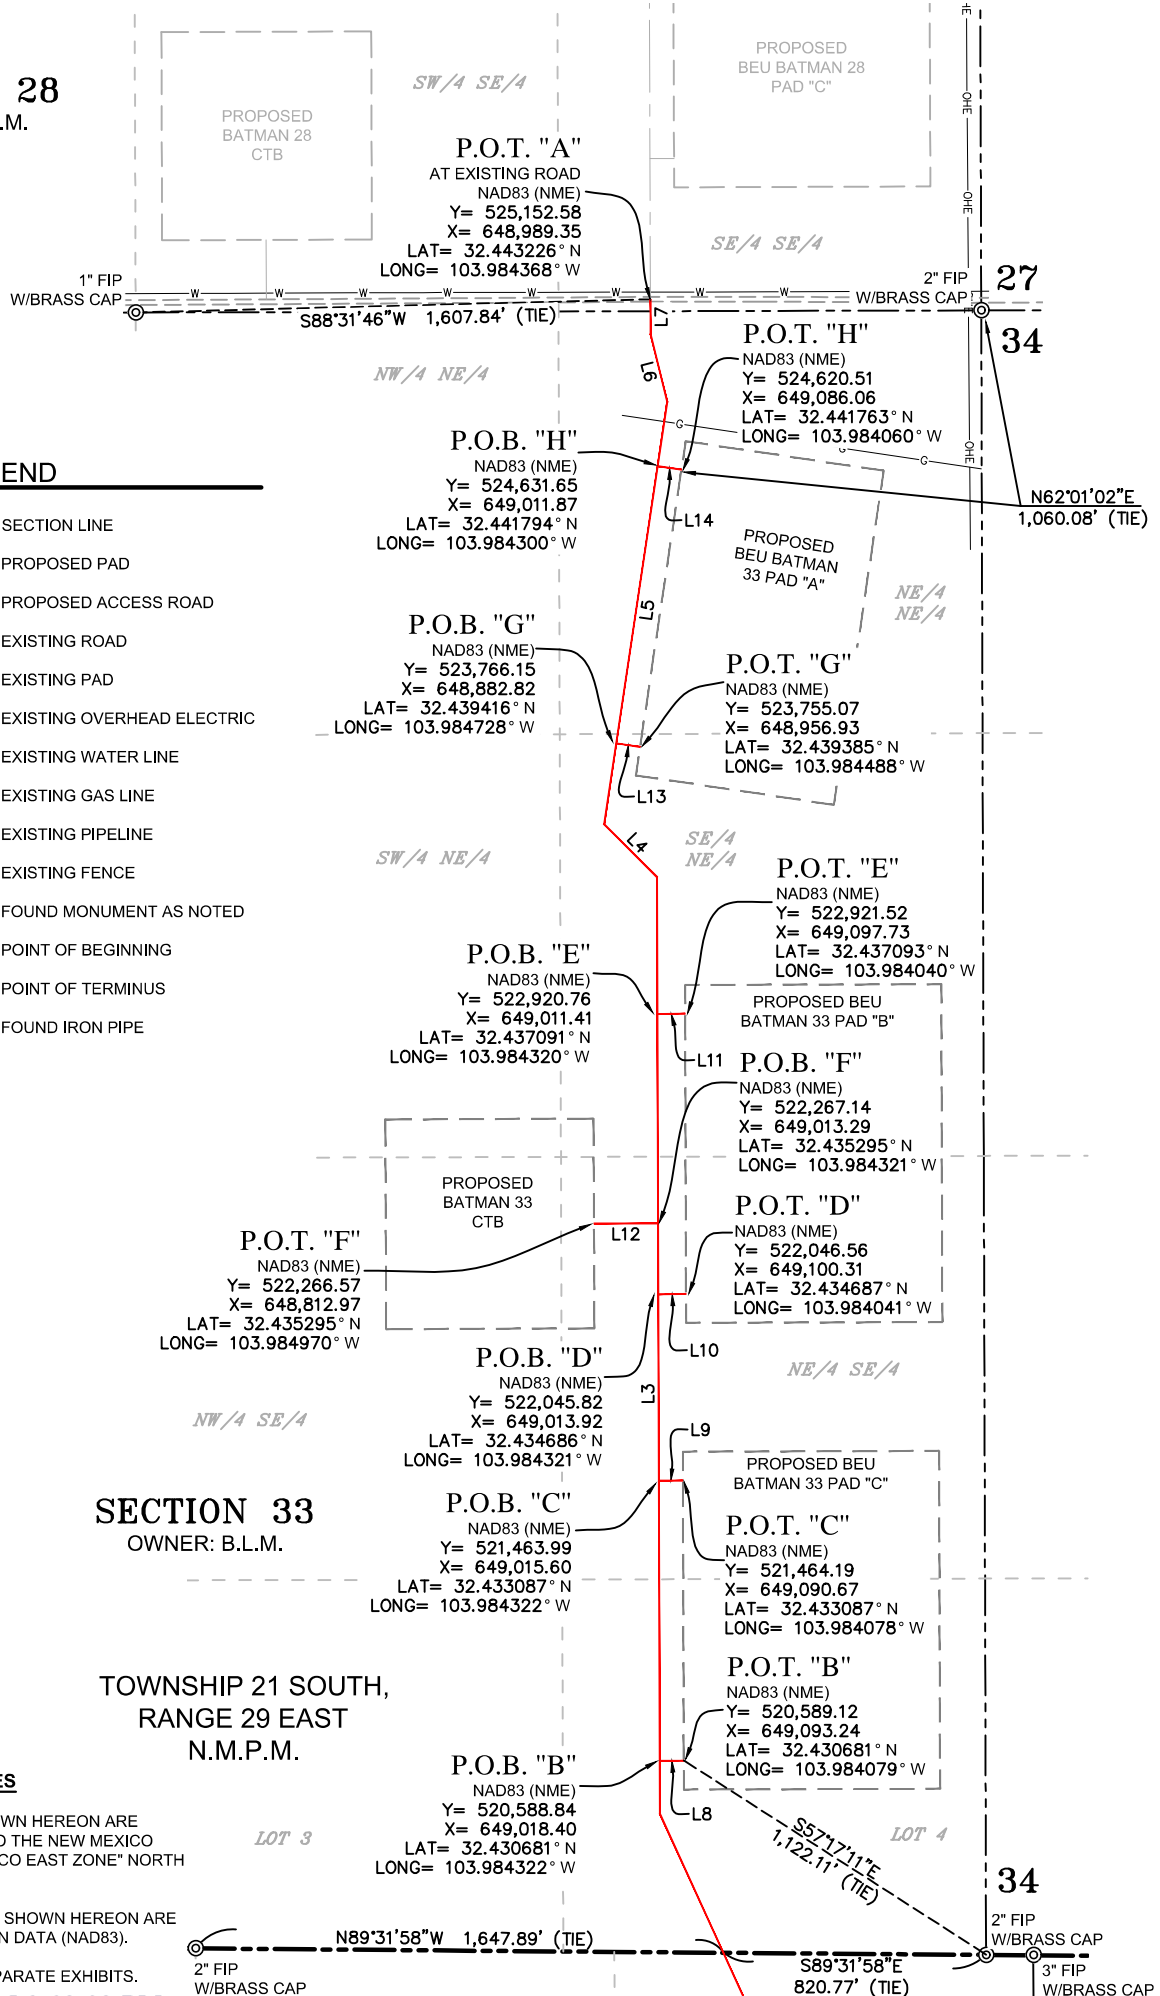 28
.M.
SW/4 SE/4
PROPOSED
BEU BATMAN 28
PAD "C"
PROPOSED
BATMAN 28
CTB
OHE
OHE
OHE
P.O.T. "A"
AT EXISTING ROAD
NAD83 (NME)
Y= 525,152.58
X= 648,989.35
LAT= 32.443226° N
LONG= 103.984368° W
SE/4 SE/4
1" FIP
W/BRASS CAP
W W W W W W W W
2" FIP
W/BRASS CAP
27
34
S88°31'46"W 1,607.84' (TIE)
L7
L6
NW/4 NE/4
P.O.T. "H"
NAD83 (NME)
Y= 524,620.51
X= 649,086.06
LAT= 32.441763° N
LONG= 103.984060° W
G G G
OHE
P.O.B. "H"
NAD83 (NME)
Y= 524,631.65
X= 649,011.87
LAT= 32.441794° N
LONG= 103.984300° W
L14
N62°01'02"E
1,060.08' (TIE)
END
SECTION LINE
PROPOSED PAD
PROPOSED ACCESS ROAD
EXISTING ROAD
EXISTING PAD
EXISTING OVERHEAD ELECTRIC
EXISTING WATER LINE
EXISTING GAS LINE
EXISTING PIPELINE
EXISTING FENCE
FOUND MONUMENT AS NOTED
POINT OF BEGINNING
POINT OF TERMINUS
FOUND IRON PIPE
PROPOSED
BEU BATMAN
33 PAD "A"
NE/4
NE/4
L5
P.O.B. "G"
NAD83 (NME)
Y= 523,766.15
X= 648,882.82
LAT= 32.439416° N
LONG= 103.984728° W
P.O.T. "G"
NAD83 (NME)
Y= 523,755.07
X= 648,956.93
LAT= 32.439385° N
LONG= 103.984488° W
L13
L4
SW/4 NE/4
SE/4
NE/4
P.O.T. "E"
NAD83 (NME)
Y= 522,921.52
X= 649,097.73
LAT= 32.437093° N
LONG= 103.984040° W
P.O.B. "E"
NAD83 (NME)
Y= 522,920.76
X= 649,011.41
LAT= 32.437091° N
LONG= 103.984320° W
PROPOSED BEU
BATMAN 33 PAD "B"
L11
P.O.B. "F"
NAD83 (NME)
Y= 522,267.14
X= 649,013.29
LAT= 32.435295° N
LONG= 103.984321° W
PROPOSED
BATMAN 33
CTB
L12
P.O.T. "F"
NAD83 (NME)
Y= 522,266.57
X= 648,812.97
LAT= 32.435295° N
LONG= 103.984970° W
P.O.T. "D"
NAD83 (NME)
Y= 522,046.56
X= 649,100.31
LAT= 32.434687° N
LONG= 103.984041° W
L10
P.O.B. "D"
NAD83 (NME)
Y= 522,045.82
X= 649,013.92
LAT= 32.434686° N
LONG= 103.984321° W
L3
NE/4 SE/4
NW/4 SE/4
L9
PROPOSED BEU
BATMAN 33 PAD "C"
SECTION 33
OWNER: B.L.M.
P.O.B. "C"
NAD83 (NME)
Y= 521,463.99
X= 649,015.60
LAT= 32.433087° N
LONG= 103.984322° W
P.O.T. "C"
NAD83 (NME)
Y= 521,464.19
X= 649,090.67
LAT= 32.433087° N
LONG= 103.984078° W
TOWNSHIP 21 SOUTH,
RANGE 29 EAST
N.M.P.M.
P.O.T. "B"
NAD83 (NME)
Y= 520,589.12
X= 649,093.24
LAT= 32.430681° N
LONG= 103.984079° W
P.O.B. "B"
NAD83 (NME)
Y= 520,588.84
X= 649,018.40
LAT= 32.430681° N
LONG= 103.984322° W
L8
S57°17'11"E
1,122.11' (TIE)
LOT 3
LOT 4
ES
WN HEREON ARE
O THE NEW MEXICO
CO EAST ZONE" NORTH
SHOWN HEREON ARE
N DATA (NAD83).
PARATE EXHIBITS.
34
2" FIP
W/BRASS CAP
N89°31'58"W 1,647.89' (TIE)
2" FIP
W/BRASS CAP
S89°31'58"E
820.77' (TIE)
3" FIP
W/BRASS CAP